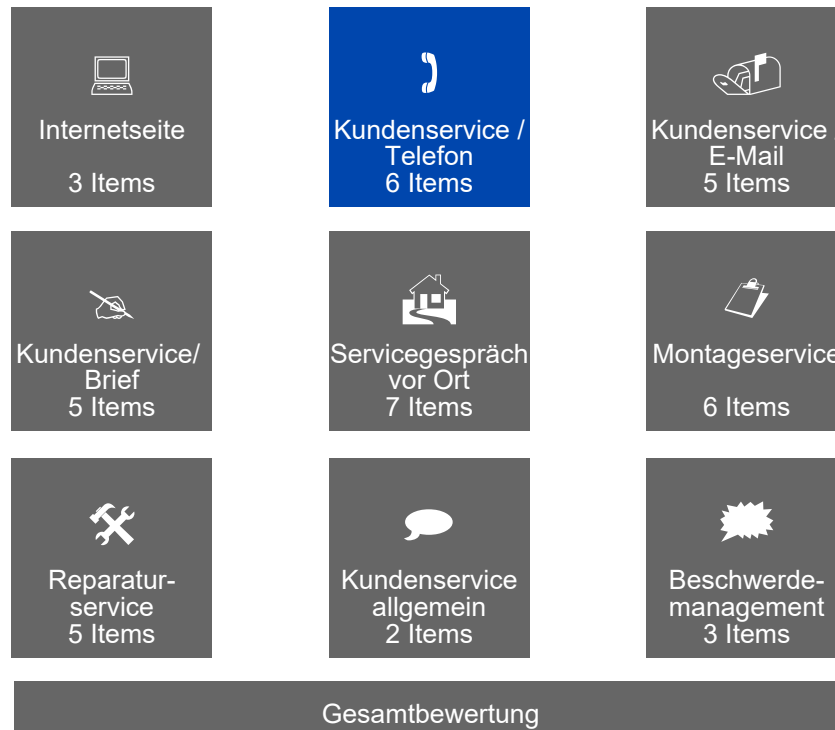 Internetseite
3 Items
Kundenservice /
Telefon
6 Items
Kundenservice
E-Mail
5 Items
Kundenservice/
Brief
5 Items
Servicegespräch
vor Ort
7 Items
Montageservice
6 Items
Reparatur-
service
5 Items
Kundenservice
allgemein
2 Items
Beschwerde-
management
3 Items
Gesamtbewertung